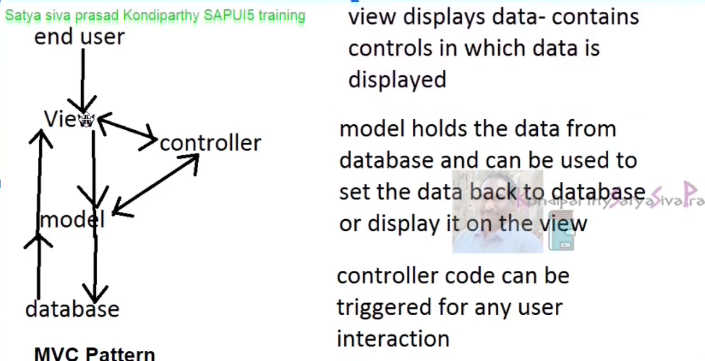 Satya siva prasad Kondiparthy SAPUI5 training
end user
View
controller
model
database
MVC Pattern
view displays data- contains
controls in which data is
displayed
model holds the data from
database and can be used to
set the data back to database
or display it on the view
KondiparthySatyaSivaPra
controller code can be
triggered for any user
interaction